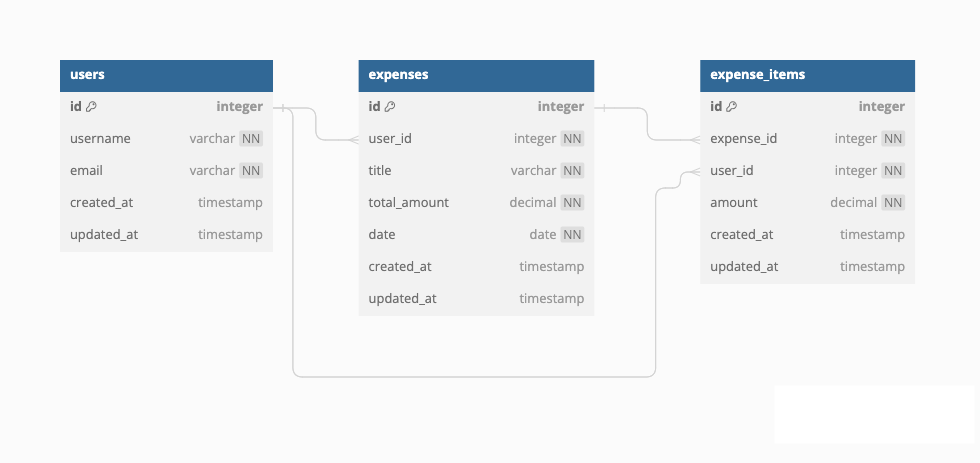 users
id integer
username varchar NN
email varchar NN
created_at timestamp
updated_at timestamp
expenses
id integer
user_id integer NN
title varchar NN
total_amount decimal NN
date date NN
created_at timestamp
updated_at timestamp
expense_items
id integer
expense_id integer NN
user_id integer NN
amount decimal NN
created_at timestamp
updated_at timestamp